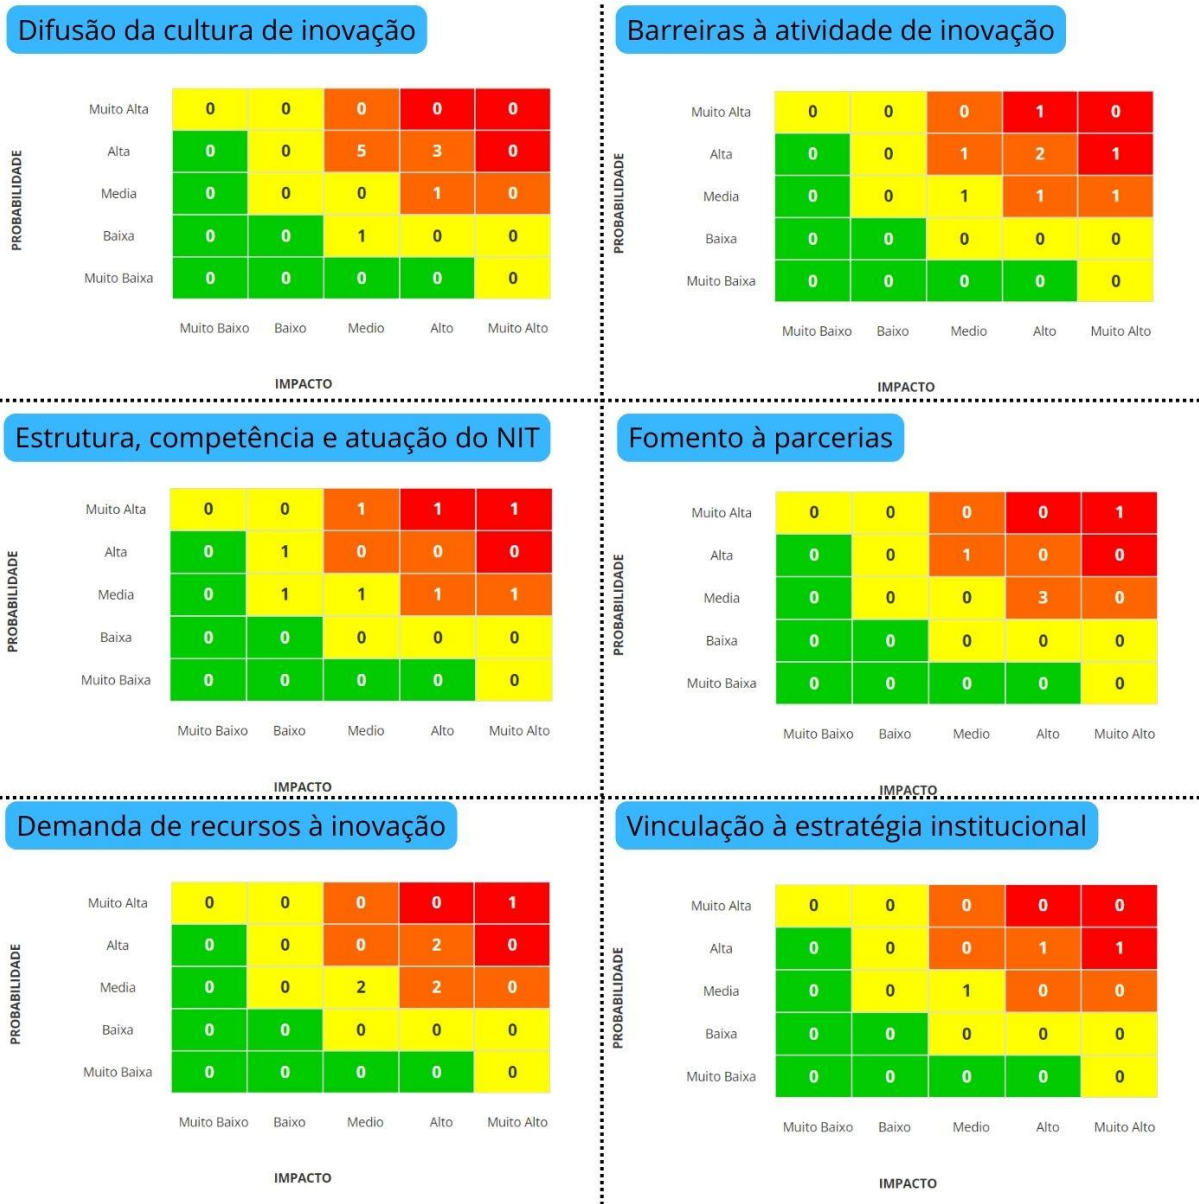 Difusão da cultura de inovação
PROBABILIDADE
Muito Alta 0 0 0 0 0
Alta 0 0 5 3 0
Media 0 0 0 1 0
Baixa 0 0 1 0 0
Muito Baixa 0 0 0 0 0
Muito Baixo Baixo Medio Alto Muito Alto
IMPACTO
Barreiras à atividade de inovação
PROBABILIDADE
Muito Alta 0 0 0 1 0
Alta 0 0 1 2 1
Media 0 0 1 1 1
Baixa 0 0 0 0 0
Muito Baixa 0 0 0 0 0
Muito Baixo Baixo Medio Alto Muito Alto
IMPACTO
Estrutura, competência e atuação do NIT
PROBABILIDADE
Muito Alta 0 0 1 1 1
Alta 0 1 0 0 0
Media 0 1 1 1 1
Baixa 0 0 0 0 0
Muito Baixa 0 0 0 0 0
Muito Baixo Baixo Medio Alto Muito Alto
IMPACTO
Fomento à parcerias
PROBABILIDADE
Muito Alta 0 0 0 0 1
Alta 0 0 1 0 0
Media 0 0 0 3 0
Baixa 0 0 0 0 0
Muito Baixa 0 0 0 0 0
Muito Baixo Baixo Medio Alto Muito Alto
IMPACTO
Demanda de recursos à inovação
PROBABILIDADE
Muito Alta 0 0 0 0 1
Alta 0 0 0 2 0
Media 0 0 2 2 0
Baixa 0 0 0 0 0
Muito Baixa 0 0 0 0 0
Muito Baixo Baixo Medio Alto Muito Alto
IMPACTO
Vinculação à estratégia institucional
PROBABILIDADE
Muito Alta 0 0 0 0 0
Alta 0 0 0 1 1
Media 0 0 1 0 0
Baixa 0 0 0 0 0
Muito Baixa 0 0 0 0 0
Muito Baixo Baixo Medio Alto Muito Alto
IMPACTO